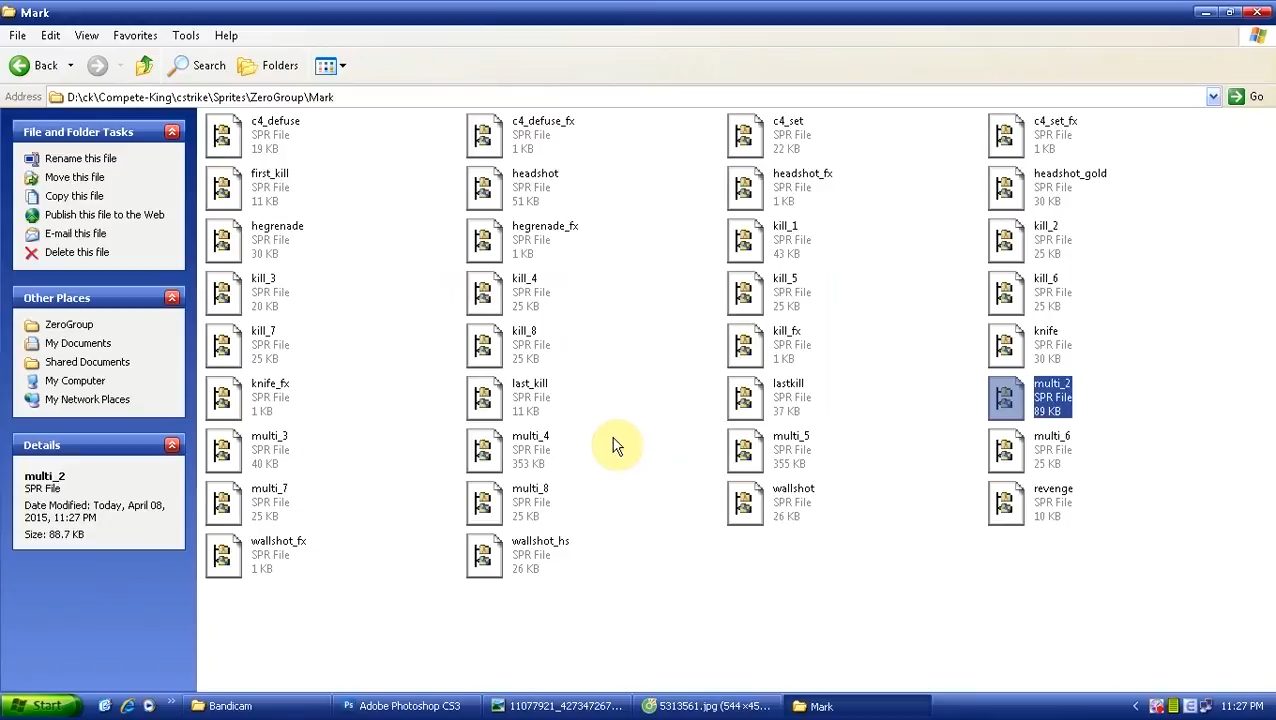 Mark
File Edit View Favorites Tools Help
Back Search Folders
Address D:\ck\Compete-King\cstrike\Sprites\ZeroGroup\Mark Go
File and Folder Tasks
Rename this file
Move this file
Copy this file
Publish this file to the Web
E-mail this file
Delete this file
Other Places
ZeroGroup
My Documents
Shared Documents
My Computer
My Network Places
Details
multi_2
SPR File
Date Modified: Today, April 08,
2015, 11:27 PM
Size: 88.7 KB
c4_defuse
SPR File
19 KB
c4_defuse_fx
SPR File
1 KB
c4_set
SPR File
22 KB
c4_set_fx
SPR File
1 KB
first_kill
SPR File
11 KB
headshot
SPR File
51 KB
headshot_fx
SPR File
1 KB
headshot_gold
SPR File
30 KB
hegrenade
SPR File
30 KB
hegrenade_fx
SPR File
1 KB
kill_1
SPR File
43 KB
kill_2
SPR File
25 KB
kill_3
SPR File
20 KB
kill_4
SPR File
25 KB
kill_5
SPR File
25 KB
kill_6
SPR File
25 KB
kill_7
SPR File
25 KB
kill_8
SPR File
25 KB
kill_fx
SPR File
1 KB
knife
SPR File
30 KB
knife_fx
SPR File
1 KB
last_kill
SPR File
11 KB
lastkill
SPR File
37 KB
multi_2
SPR File
89 KB
multi_3
SPR File
40 KB
multi_4
SPR File
353 KB
multi_5
SPR File
355 KB
multi_6
SPR File
25 KB
multi_7
SPR File
25 KB
multi_8
SPR File
25 KB
wallshot
SPR File
26 KB
revenge
SPR File
10 KB
wallshot_fx
SPR File
1 KB
wallshot_hs
SPR File
26 KB
Start Bandicam Adobe Photoshop CS3 11077921_427347267... 5313561.jpg (544 ×45... Mark 11:27 PM